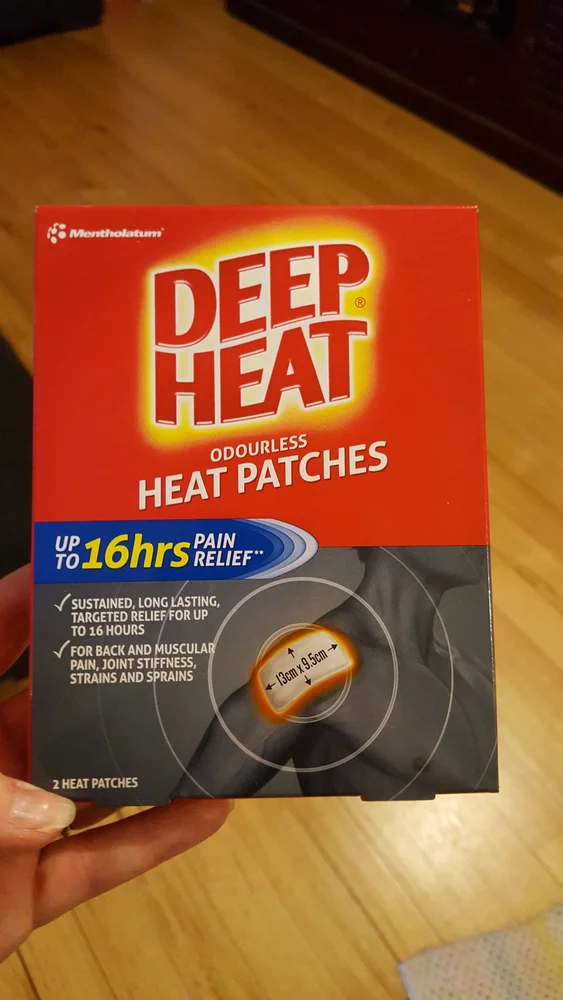 Mentholatum®
DEEP
HEAT®
ODOURLESS
HEAT PATCHES
UP TO 16hrs PAIN RELIEF**
✓ SUSTAINED, LONG LASTING,
TARGETED RELIEF FOR UP
TO 16 HOURS
✓ FOR BACK AND MUSCULAR
PAIN, JOINT STIFFNESS,
STRAINS AND SPRAINS
13cm x 9.5cm
2 HEAT PATCHES